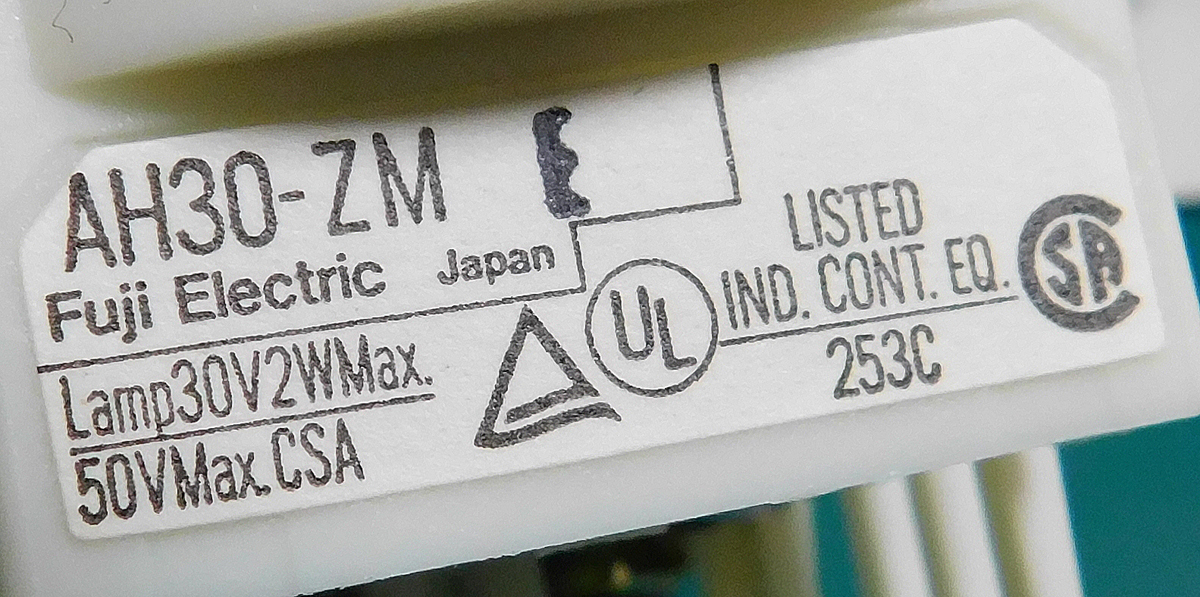 AH30-ZM E
Fuji Electric Japan
Lamp30V2WMax.
50VMax.CSA
UL
LISTED
IND. CONT. EQ.
253C
SA